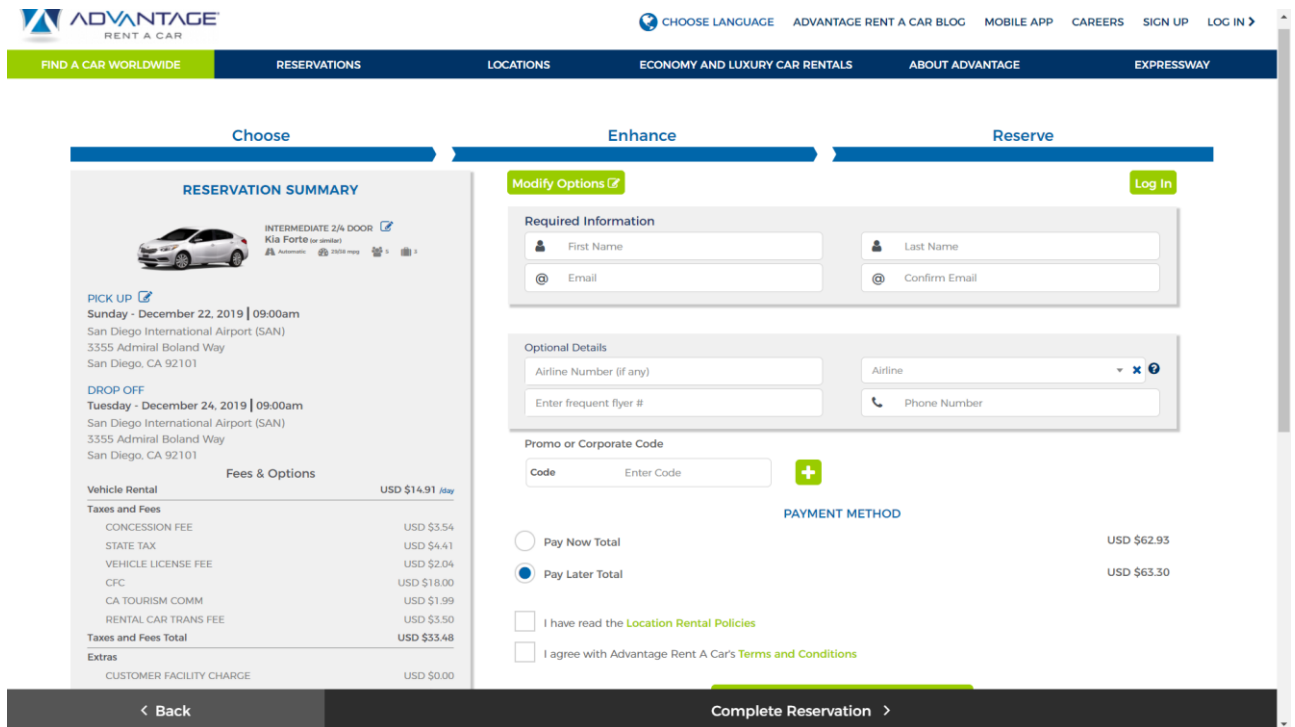 ADVANTAGE
RENT A CAR
CHOOSE LANGUAGE ADVANTAGE RENT A CAR BLOG MOBILE APP CAREERS SIGN UP LOG IN
FIND A CAR WORLDWIDE RESERVATIONS LOCATIONS ECONOMY AND LUXURY CAR RENTALS ABOUT ADVANTAGE EXPRESSWAY
Choose Enhance Reserve
RESERVATION SUMMARY
INTERMEDIATE 2/4 DOOR
Kia Forte (or similar)
Automatic mpg 5 3
PICK UP
Sunday - December 22, 2019 | 09:00am
San Diego International Airport (SAN)
3355 Admiral Boland Way
San Diego, CA 92101
DROP OFF
Tuesday - December 24, 2019 | 09:00am
San Diego International Airport (SAN)
3355 Admiral Boland Way
San Diego, CA 92101
Fees & Options
Vehicle Rental USD $14.91 /day
Taxes and Fees
CONCESSION FEE USD $3.54
STATE TAX USD $4.41
VEHICLE LICENSE FEE USD $2.04
CFC USD $18.00
CA TOURISM COMM USD $1.99
RENTAL CAR TRANS FEE USD $3.50
Taxes and Fees Total USD $33.48
Extras
CUSTOMER FACILITY CHARGE USD $0.00
Modify Options Log In
Required Information
First Name Last Name
@ Email @ Confirm Email
Optional Details
Airline Number (if any) Airline
Enter frequent flyer # Phone Number
Promo or Corporate Code
Code Enter Code
PAYMENT METHOD
Pay Now Total USD $62.93
Pay Later Total USD $63.30
I have read the Location Rental Policies
I agree with Advantage Rent A Car's Terms and Conditions
< Back Complete Reservation >